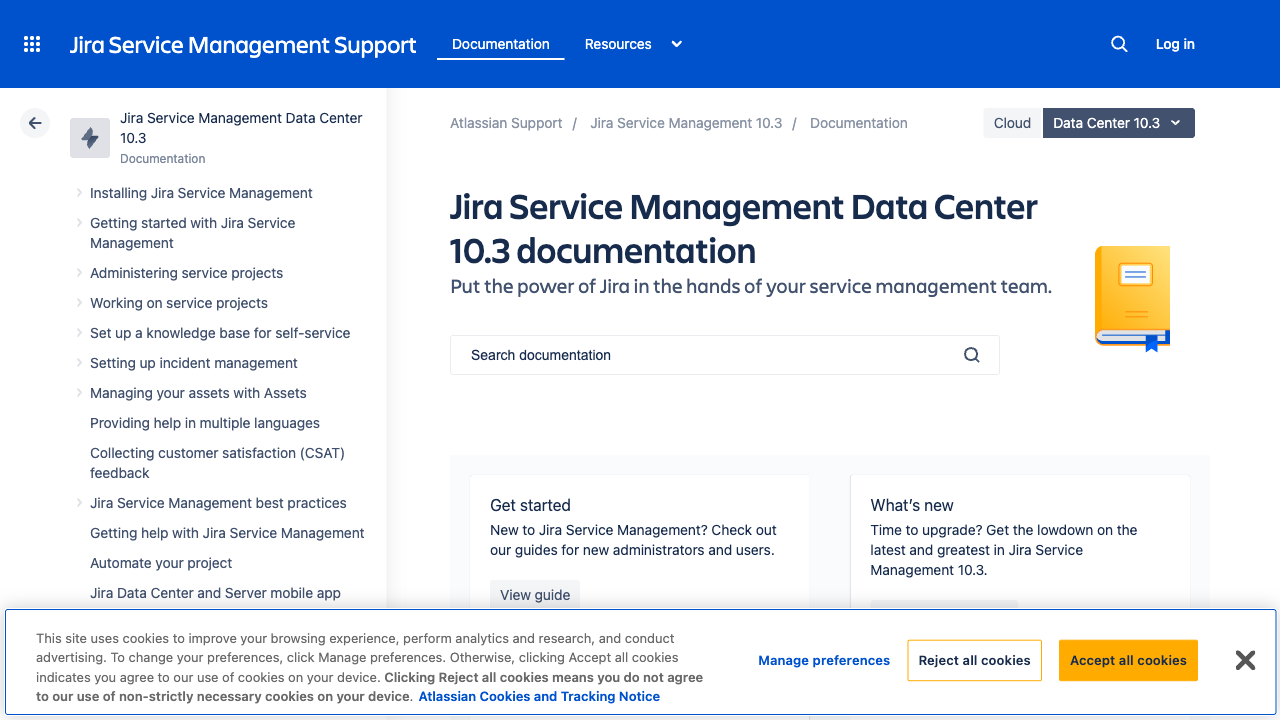 Jira Service Management Support
Documentation
Resources
Log in
Jira Service Management Data Center
10.3
Documentation
Installing Jira Service Management
Getting started with Jira Service
Management
Administering service projects
Working on service projects
Set up a knowledge base for self-service
Setting up incident management
Managing your assets with Assets
Providing help in multiple languages
Collecting customer satisfaction (CSAT)
feedback
Jira Service Management best practices
Getting help with Jira Service Management
Automate your project
Jira Data Center and Server mobile app
Atlassian Support / Jira Service Management 10.3 / Documentation
Cloud
Data Center 10.3
Jira Service Management Data Center
10.3 documentation
Put the power of Jira in the hands of your service management team.
Search documentation
Get started
New to Jira Service Management? Check out
our guides for new administrators and users.
View guide
What's new
Time to upgrade? Get the lowdown on the
latest and greatest in Jira Service
Management 10.3.
This site uses cookies to improve your browsing experience, perform analytics and research, and conduct
advertising. To change your preferences, click Manage preferences. Otherwise, clicking Accept all cookies
indicates you agree to our use of cookies on your device. Clicking Reject all cookies means you do not agree
to our use of non-strictly necessary cookies on your device. Atlassian Cookies and Tracking Notice
Manage preferences
Reject all cookies
Accept all cookies